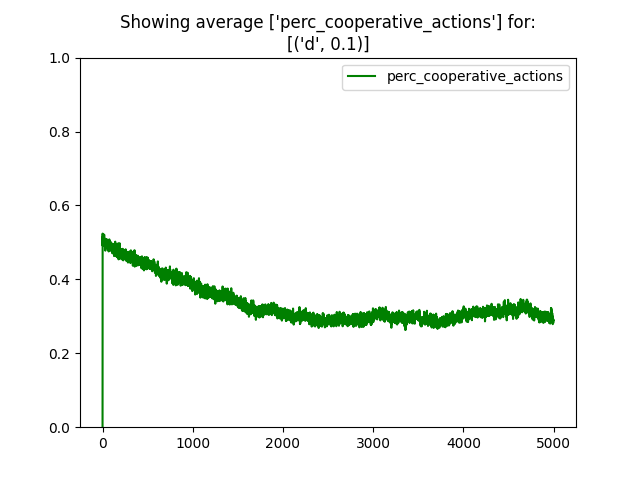 Showing average ['perc_cooperative_actions'] for:
[('d', 0.1)]
perc_cooperative_actions
1.0
0.8
0.6
0.4
0.2
0.0
0 1000 2000 3000 4000 5000